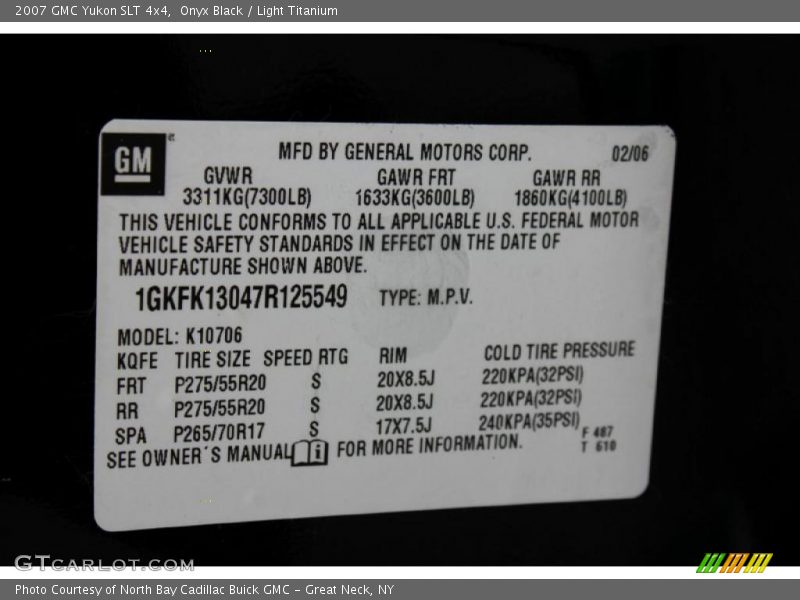 2007 GMC Yukon SLT 4x4, Onyx Black / Light Titanium
GM
MFD BY GENERAL MOTORS CORP. 02/06
GVWR GAWR FRT GAWR RR
3311KG(7300LB) 1633KG(3600LB) 1860KG(4100LB)
THIS VEHICLE CONFORMS TO ALL APPLICABLE U.S. FEDERAL MOTOR
VEHICLE SAFETY STANDARDS IN EFFECT ON THE DATE OF
MANUFACTURE SHOWN ABOVE.
1GKFK13047R125549 TYPE: M.P.V.
MODEL: K10706
KQFE TIRE SIZE SPEED RTG RIM COLD TIRE PRESSURE
FRT P275/55R20 S 20X8.5J 220KPA(32PSI)
RR P275/55R20 S 20X8.5J 220KPA(32PSI)
SPA P265/70R17 S 17X7.5J 240KPA(35PSI)
SEE OWNER'S MANUAL i FOR MORE INFORMATION.
F 487
T 610
GTCARLOT.COM
Photo Courtesy of North Bay Cadillac Buick GMC - Great Neck, NY